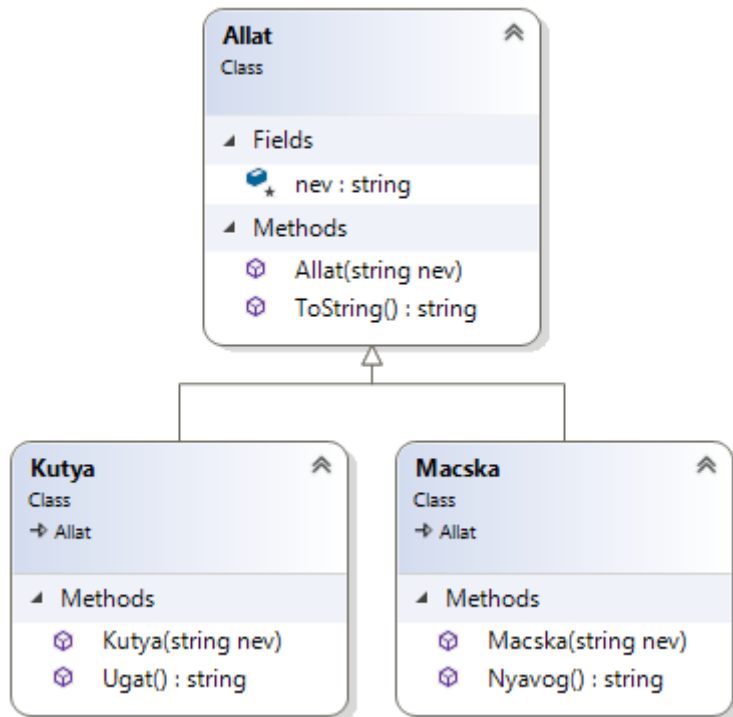 Allat
Class
Fields
nev : string
Methods
Allat(string nev)
ToString() : string
Kutya
Class
Allat
Methods
Kutya(string nev)
Ugat() : string
Macska
Class
Allat
Methods
Macska(string nev)
Nyavog() : string